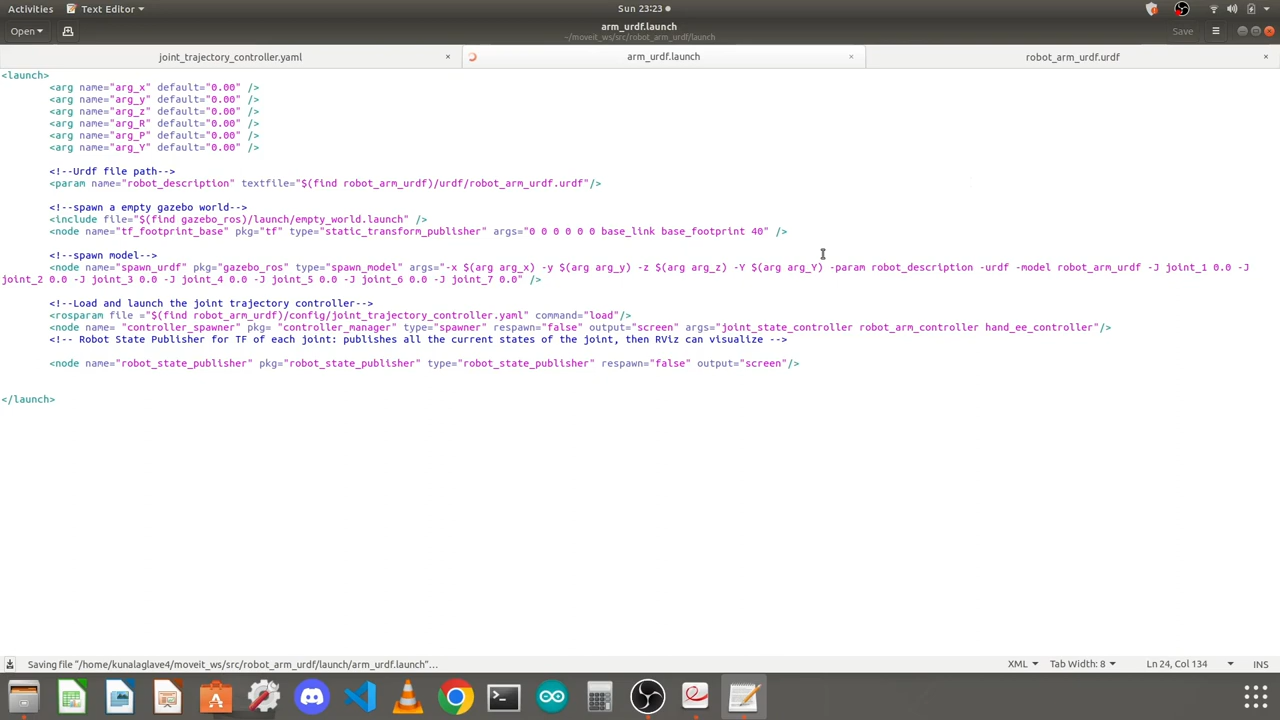 Activities
Text Editor
Sun 23:23
Open
arm_urdf.launch
~/moveit_ws/src/robot_arm_urdf/launch
Save
joint_trajectory_controller.yaml
arm_urdf.launch
robot_arm_urdf.urdf
<launch>
<arg name="arg_x" default="0.00" />
<arg name="arg_y" default="0.00" />
<arg name="arg_z" default="0.00" />
<arg name="arg_R" default="0.00" />
<arg name="arg_P" default="0.00" />
<arg name="arg_Y" default="0.00" />
<!--Urdf file path-->
<param name="robot_description" textfile="$(find robot_arm_urdf)/urdf/robot_arm_urdf.urdf"/>
<!--spawn a empty gazebo world-->
<include file="$(find gazebo_ros)/launch/empty_world.launch" />
<node name="tf_footprint_base" pkg="tf" type="static_transform_publisher" args="0 0 0 0 0 0 base_link base_footprint 40" />
<!--spawn model-->
<node name="spawn_urdf" pkg="gazebo_ros" type="spawn_model" args="-x $(arg arg_x) -y $(arg arg_y) -z $(arg arg_z) -Y $(arg arg_Y) -param robot_description -urdf -model robot_arm_urdf -J joint_1 0.0 -J
joint_2 0.0 -J joint_3 0.0 -J joint_4 0.0 -J joint_5 0.0 -J joint_6 0.0 -J joint_7 0.0" />
<!--Load and launch the joint trajectory controller-->
<rosparam file ="$(find robot_arm_urdf)/config/joint_trajectory_controller.yaml" command="load"/>
<node name= "controller_spawner" pkg= "controller_manager" type="spawner" respawn="false" output="screen" args="joint_state_controller robot_arm_controller hand_ee_controller"/>
<!-- Robot State Publisher for TF of each joint: publishes all the current states of the joint, then RViz can visualize -->
<node name="robot_state_publisher" pkg="robot_state_publisher" type="robot_state_publisher" respawn="false" output="screen"/>
</launch>
Saving file "/home/kunalaglave4/moveit_ws/src/robot_arm_urdf/launch/arm_urdf.launch"…
XML
Tab Width: 8
Ln 24, Col 134
INS